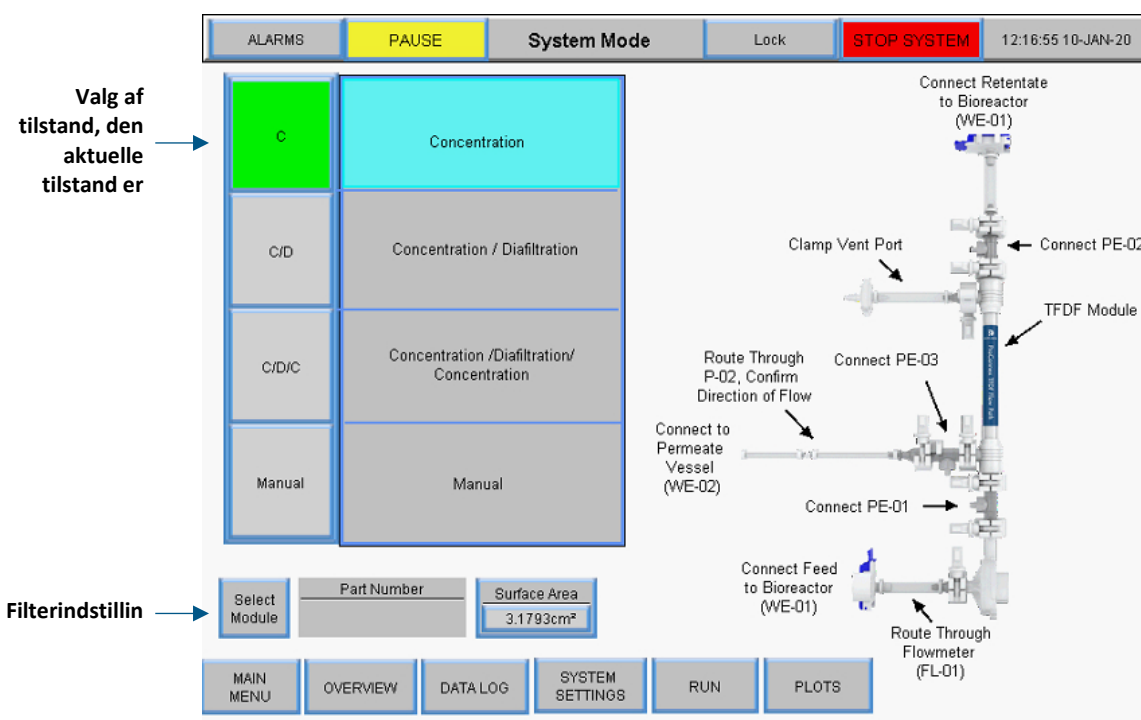 ALARMS
PAUSE
System Mode
Lock
STOP SYSTEM
12:16:55 10-JAN-20
Valg af
tilstand, den
aktuelle
tilstand er
C
Concentration
C/D
Concentration / Diafiltration
C/D/C
Concentration /Diafiltration/
Concentration
Manual
Manual
Connect Retentate
to Bioreactor
(WE-01)
Clamp Vent Port
Connect PE-02
TFDF Module
Route Through
P-02, Confirm
Direction of Flow
Connect PE-03
Connect to
Permeate
Vessel
(WE-02)
Connect PE-01
Connect Feed
to Bioreactor
(WE-01)
Route Through
Flowmeter
(FL-01)
Filterindstillin
Select
Module
Part Number
Surface Area
3.1793cm²
MAIN
MENU
OVERVIEW
DATA LOG
SYSTEM
SETTINGS
RUN
PLOTS